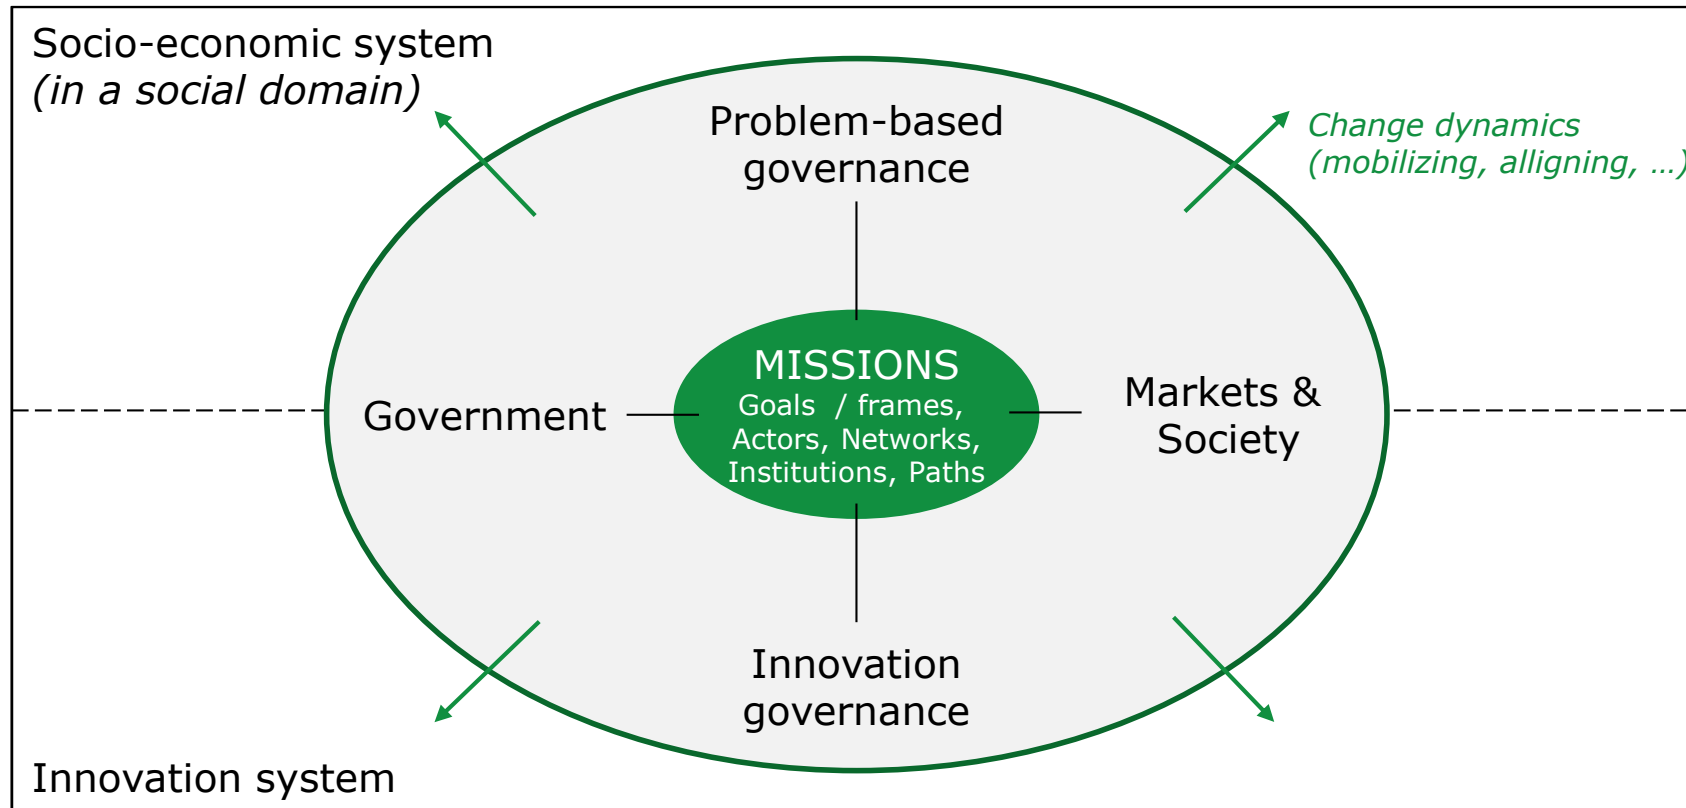 Socio-economic system
(in a social domain)
Problem-based
governance
Change dynamics
(mobilizing, alligning, ...)
MISSIONS
Goals / frames,
Actors, Networks,
Institutions, Paths
Government
Markets &
Society
Innovation
governance
Innovation system